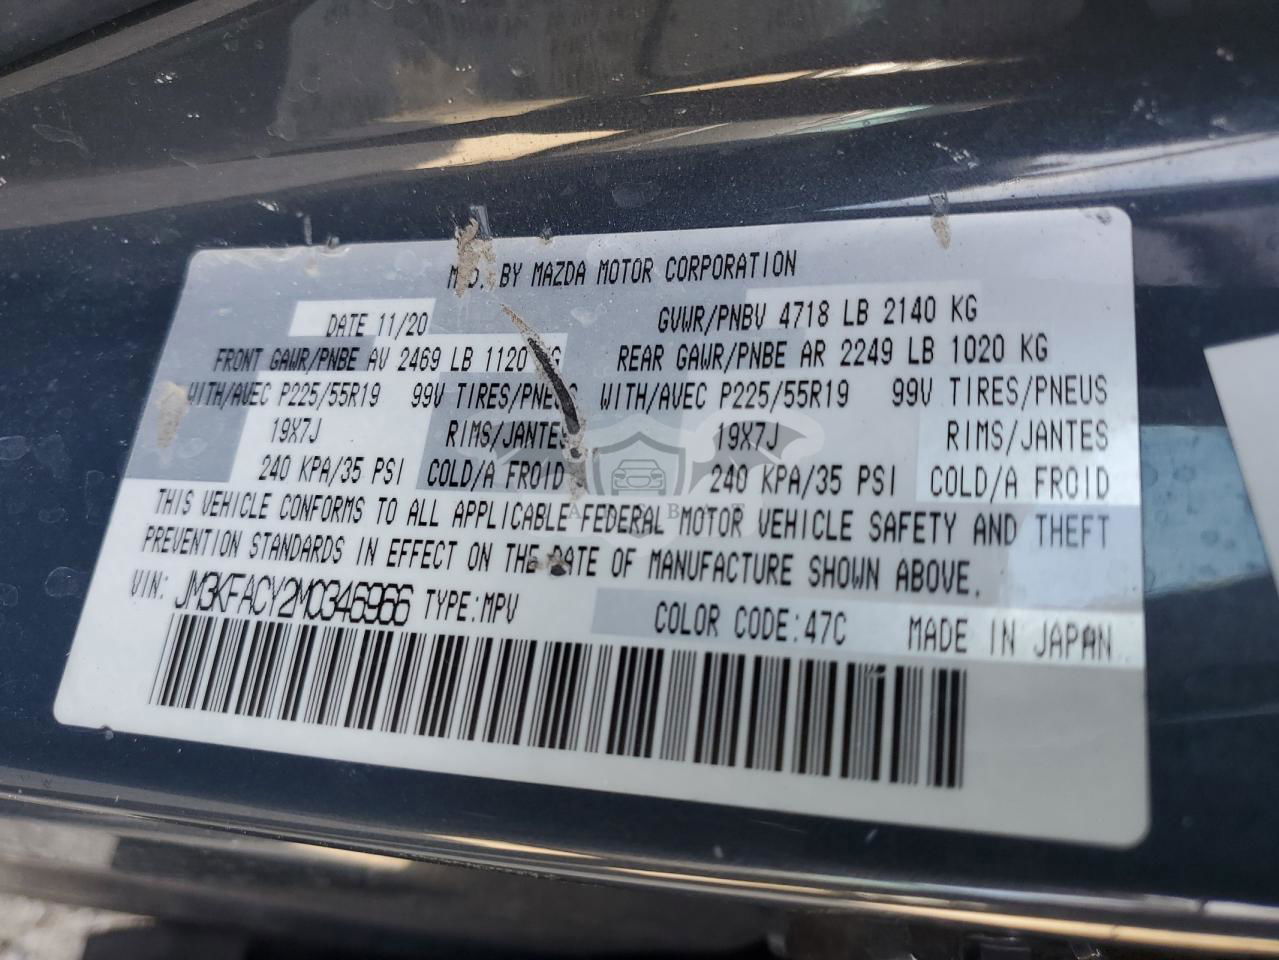 MFD. BY MAZDA MOTOR CORPORATION
DATE 11/20 GVWR/PNBV 4718 LB 2140 KG
FRONT GAWR/PNBE AV 2469 LB 1120 KG REAR GAWR/PNBE AR 2249 LB 1020 KG
WITH/AVEC P225/55R19 99V TIRES/PNEUS WITH/AVEC P225/55R19 99V TIRES/PNEUS
19X7J RIMS/JANTES 19X7J RIMS/JANTES
240 KPA/35 PSI COLD/A FROID 240 KPA/35 PSI COLD/A FROID
THIS VEHICLE CONFORMS TO ALL APPLICABLE FEDERAL MOTOR VEHICLE SAFETY AND THEFT
PREVENTION STANDARDS IN EFFECT ON THE DATE OF MANUFACTURE SHOWN ABOVE.
VIN: JM3KFACY2M0346966 TYPE:MPV COLOR CODE:47C MADE IN JAPAN